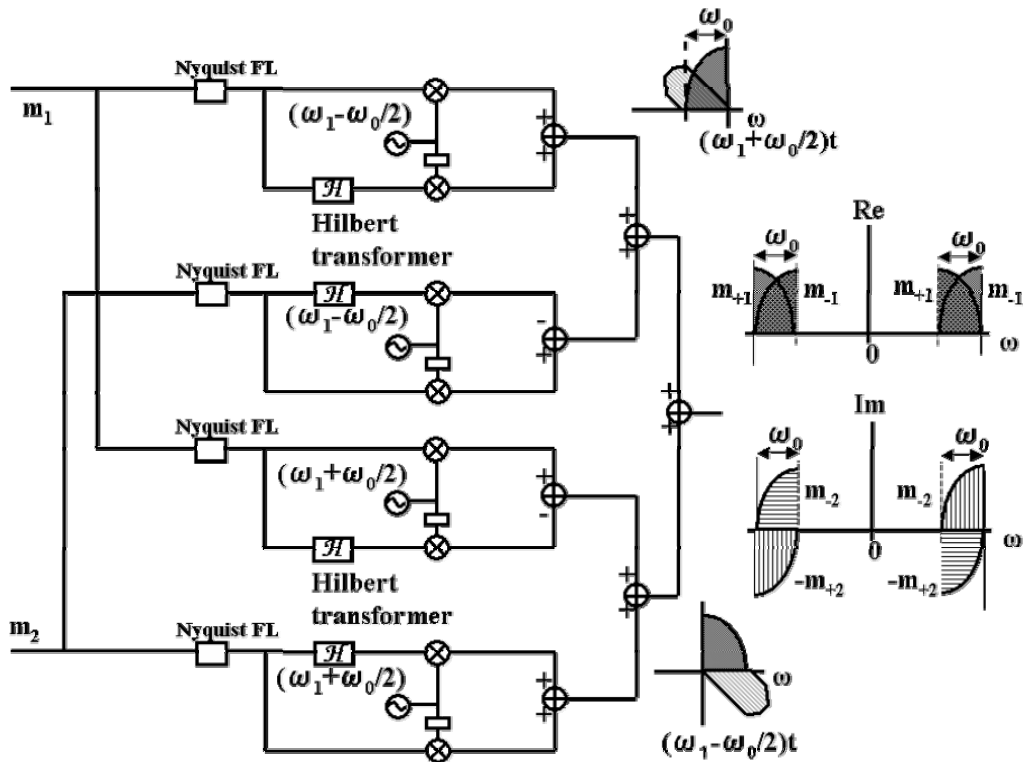 Nyquist FL
m₁
(ω₁-ω₀/2)
+
+
ℋ
Hilbert
transformer
Nyquist FL
ℋ
(ω₁-ω₀/2)
-
+
+
+
Nyquist FL
(ω₁+ω₀/2)
+
-
ℋ
Hilbert
transformer
m₂
Nyquist FL
ℋ
(ω₁+ω₀/2)
+
+
+
+
+
+
ω₀
ω
(ω₁+ω₀/2)t
Re
ω₀
ω₀
m₊₁
m₋₁
m₊₁
m₋₁
0
ω
Im
ω₀
ω₀
m₋₂
m₋₂
0
ω
-m₊₂
-m₊₂
ω
(ω₁-ω₀/2)t